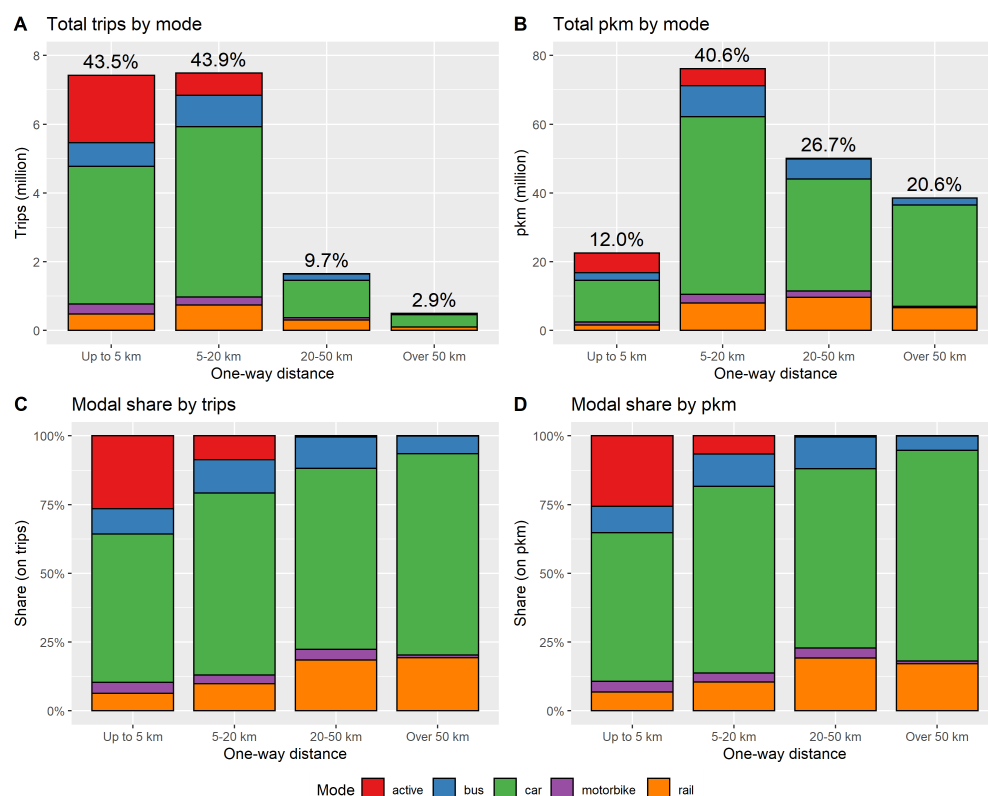 A Total trips by mode
8
6
4
2
0
Trips (million)
43.5%
43.9%
9.7%
2.9%
Up to 5 km 5-20 km 20-50 km Over 50 km
One-way distance
B Total pkm by mode
80
60
40
20
0
pkm (million)
12.0%
40.6%
26.7%
20.6%
Up to 5 km 5-20 km 20-50 km Over 50 km
One-way distance
C Modal share by trips
100%
75%
50%
25%
0%
Share (on trips)
Up to 5 km 5-20 km 20-50 km Over 50 km
One-way distance
D Modal share by pkm
100%
75%
50%
25%
0%
Share (on pkm)
Up to 5 km 5-20 km 20-50 km Over 50 km
One-way distance
Mode active bus car motorbike rail